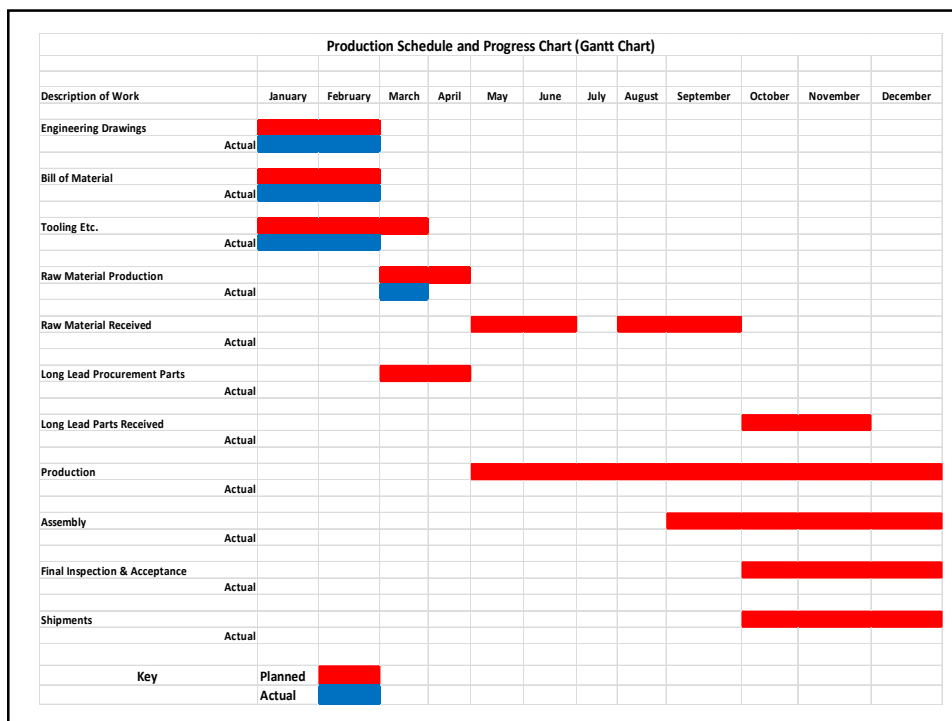 Production Schedule and Progress Chart (Gantt Chart)
Description of Work January February March April May June July August September October November December
Engineering Drawings
Actual
Bill of Material
Actual
Tooling Etc.
Actual
Raw Material Production
Actual
Raw Material Received
Actual
Long Lead Procurement Parts
Actual
Long Lead Parts Received
Actual
Production
Actual
Assembly
Actual
Final Inspection & Acceptance
Actual
Shipments
Actual
Key Planned
Actual